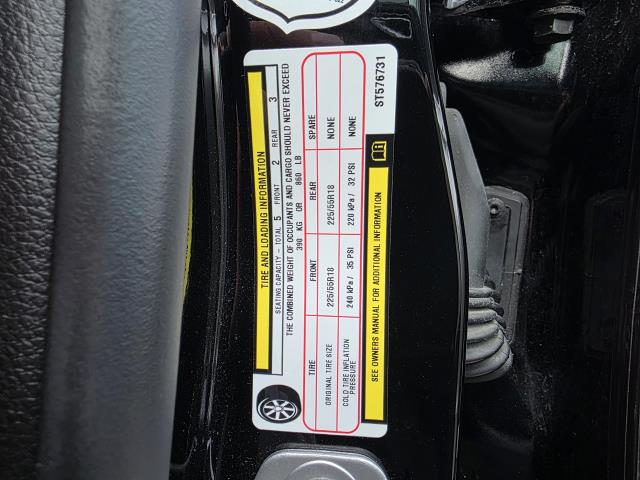 TIRE AND LOADING INFORMATION
SEATING CAPACITY - TOTAL 5 FRONT 2 REAR 3
THE COMBINED WEIGHT OF OCCUPANTS AND CARGO SHOULD NEVER EXCEED
390 KG OR 860 LB
TIRE FRONT REAR SPARE
ORIGINAL TIRE SIZE 225/55R18 225/55R18 NONE
COLD TIRE INFLATION PRESSURE 240 kPa / 35 PSI 220 kPa / 32 PSI NONE
SEE OWNERS MANUAL FOR ADDITIONAL INFORMATION
ST576731